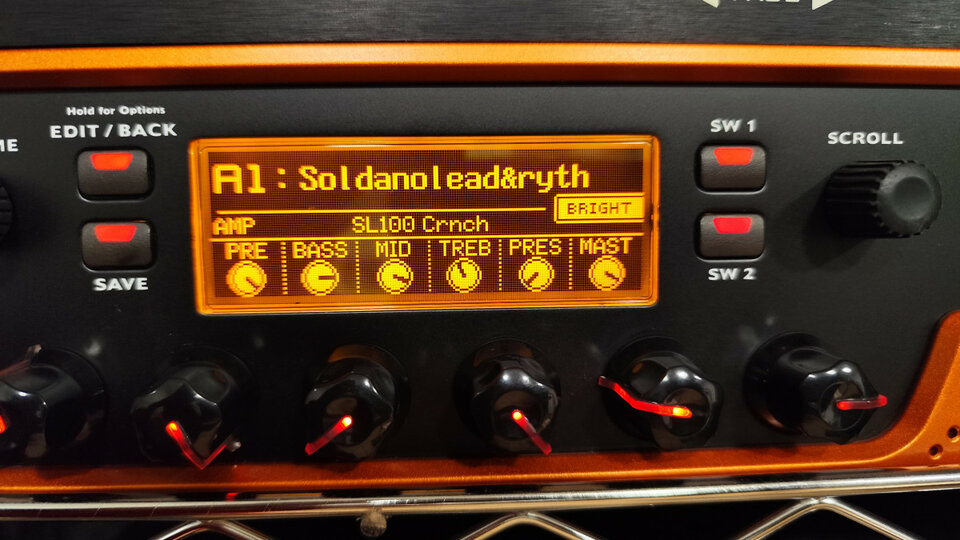 Hold for Options
EDIT / BACK
SAVE
A1: Soldanolead&ryth
BRIGHT
AMP SL100 Crnch
PRE BASS MID TREB PRES MAST
SW 1
SW 2
SCROLL